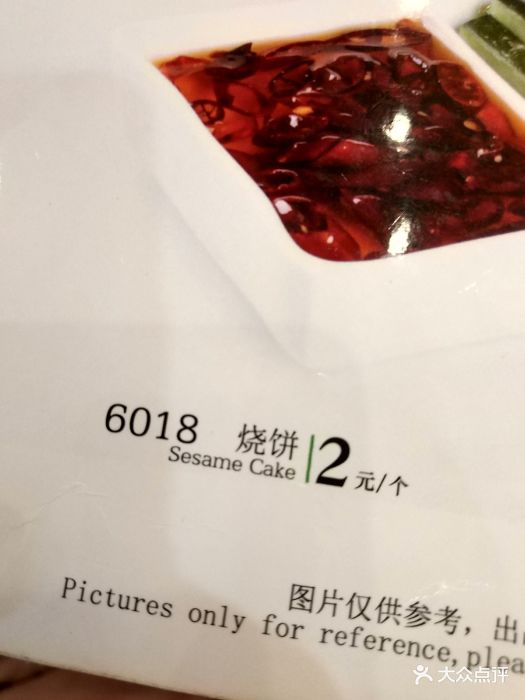 6018 烧饼 2元/个
Sesame Cake
图片仅供参考，出
Pictures only for reference,plea
大众点评